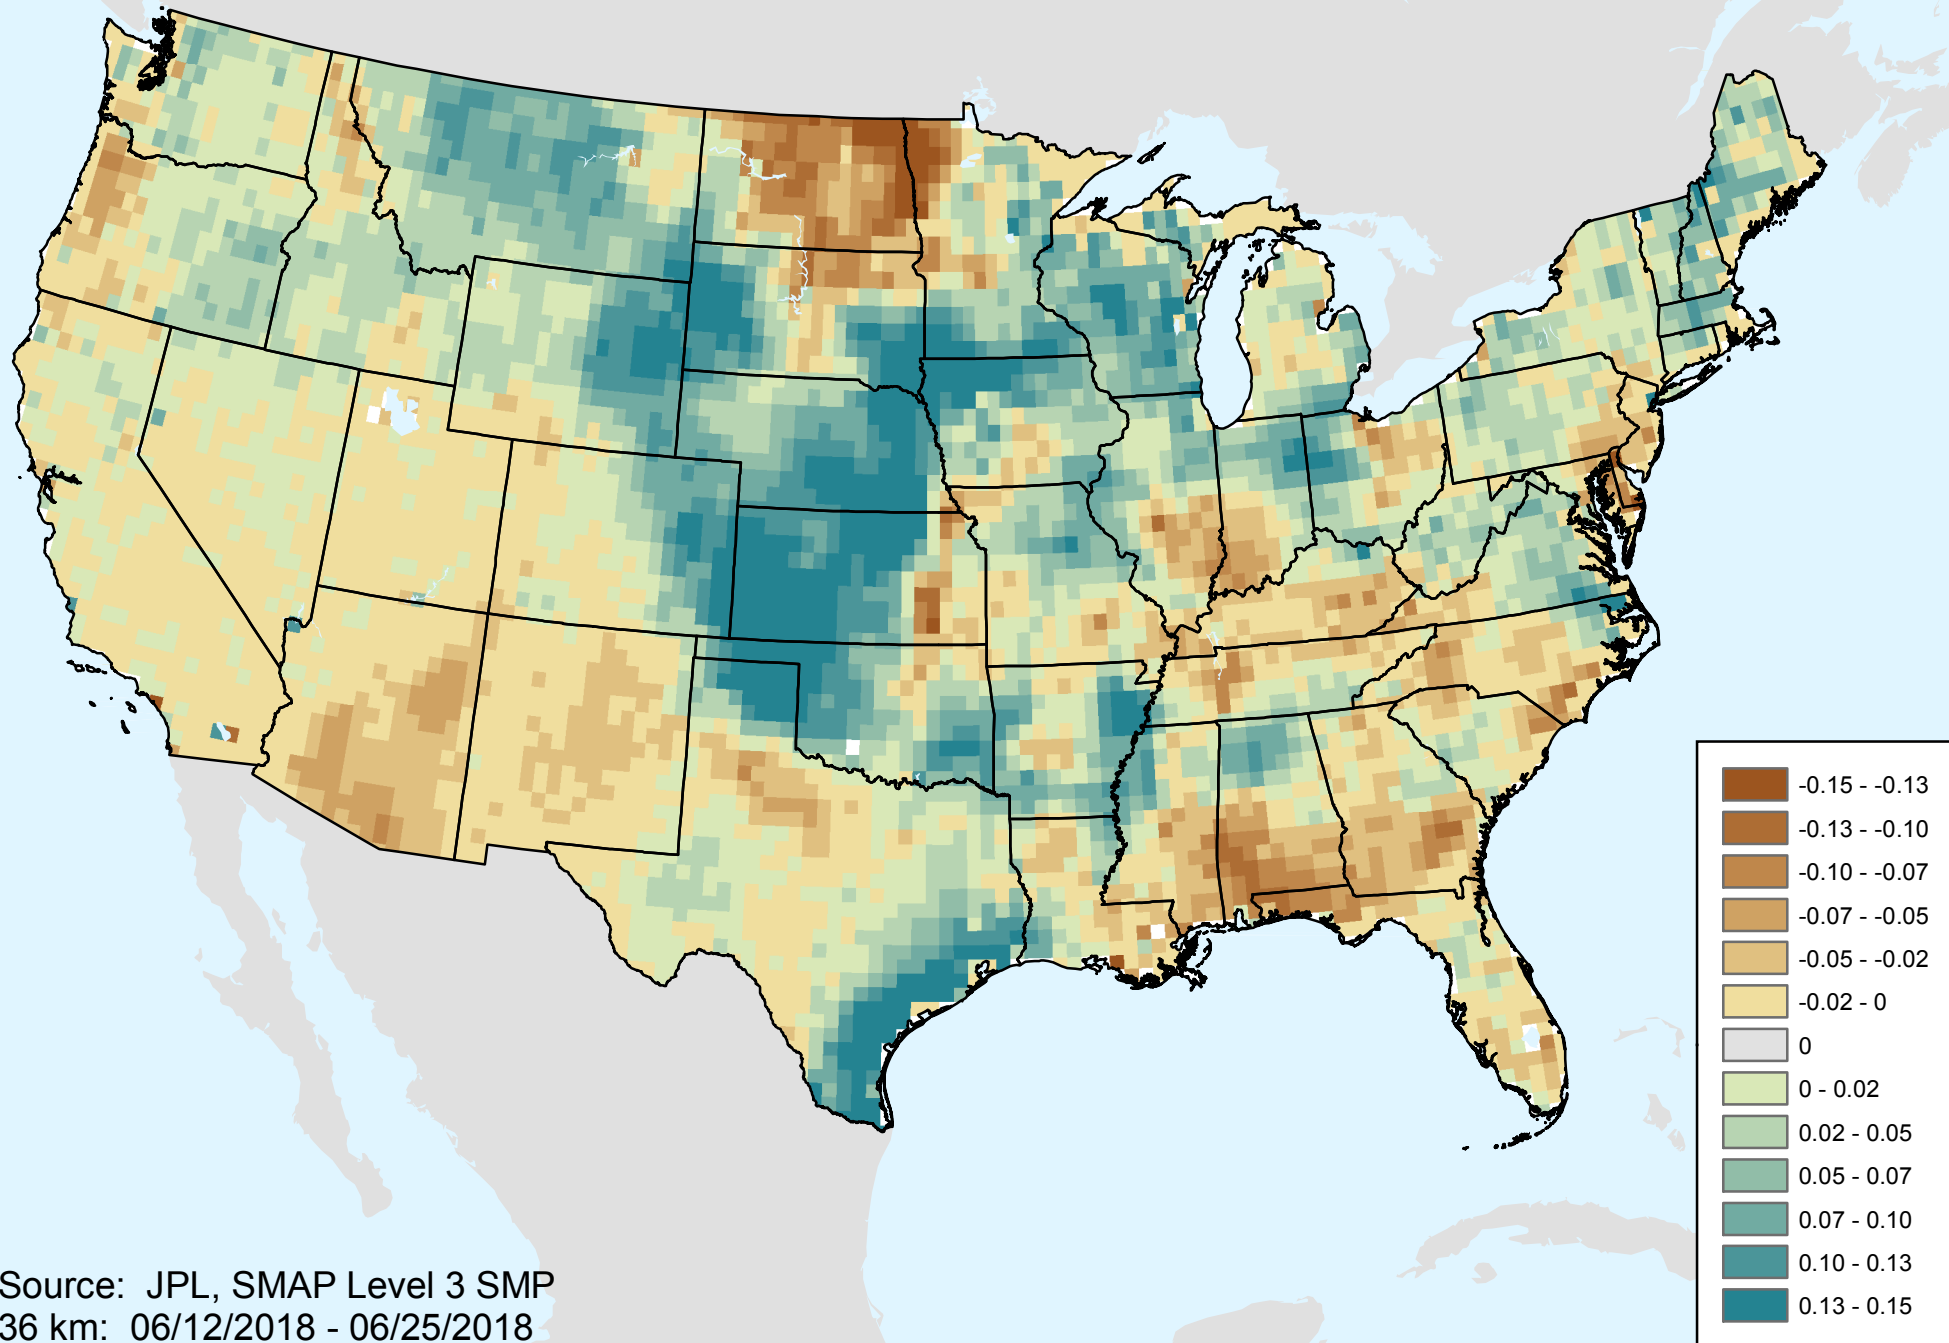 -0.15 - -0.13
-0.13 - -0.10
-0.10 - -0.07
-0.07 - -0.05
-0.05 - -0.02
-0.02 - 0
0
0 - 0.02
0.02 - 0.05
0.05 - 0.07
0.07 - 0.10
0.10 - 0.13
0.13 - 0.15
Source: JPL, SMAP Level 3 SMP
36 km: 06/12/2018 - 06/25/2018